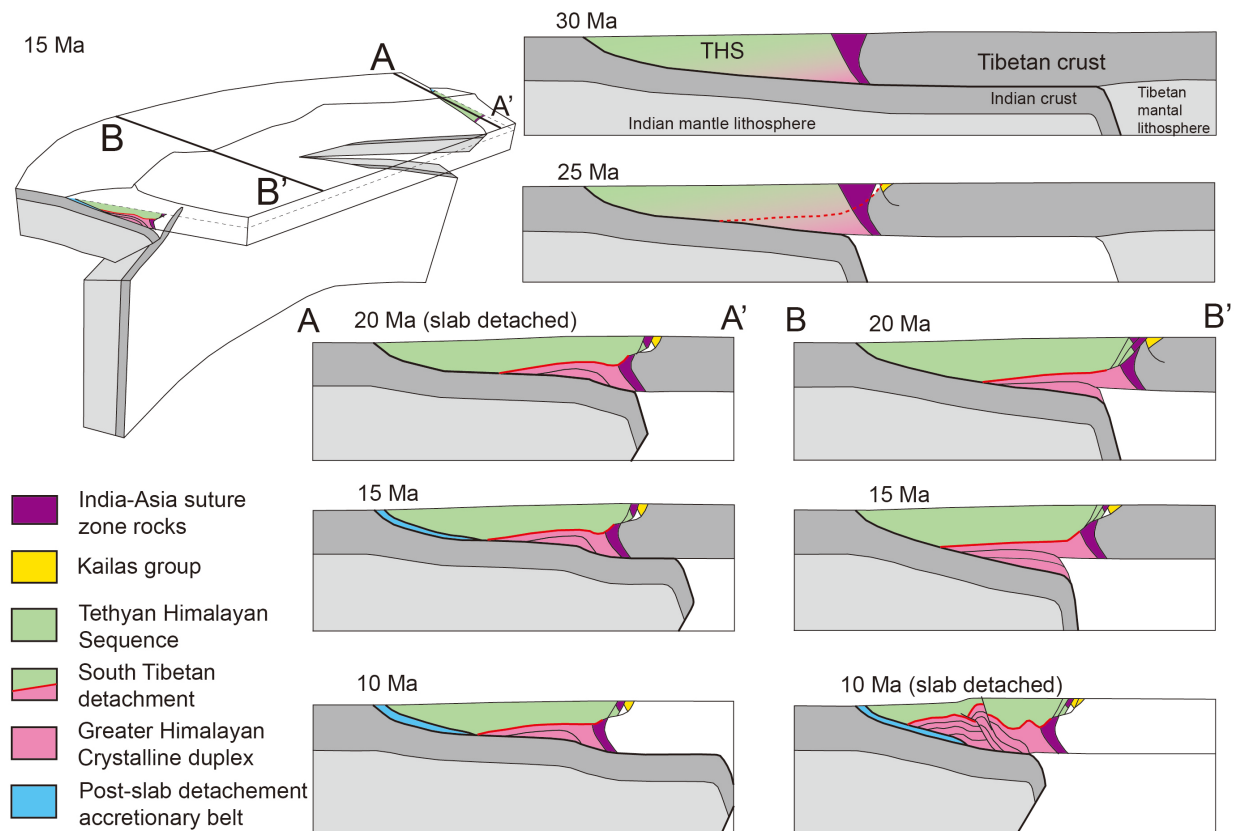 15 Ma
A
A'
B
B'
30 Ma
THS
Tibetan crust
Indian crust
Tibetan
mantal
lithosphere
Indian mantle lithosphere
25 Ma
A
20 Ma (slab detached)
A'
B
20 Ma
B'
15 Ma
15 Ma
10 Ma
10 Ma (slab detached)
India-Asia suture
zone rocks
Kailas group
Tethyan Himalayan
Sequence
South Tibetan
detachment
Greater Himalayan
Crystalline duplex
Post-slab detachement
accretionary belt